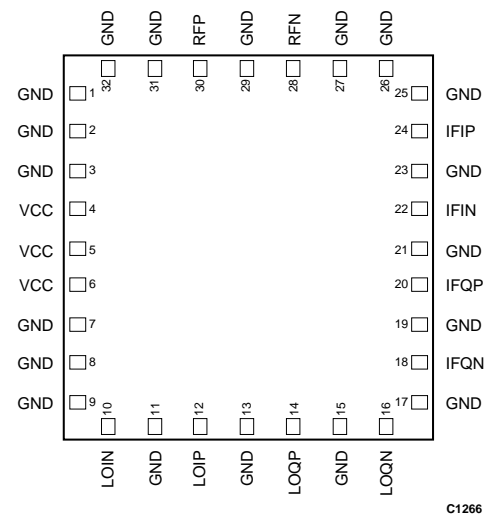 GND GND RFP GND RFN GND GND
32 31 30 29 28 27 26
GND 1 25 GND
GND 2 24 IFIP
GND 3 23 GND
VCC 4 22 IFIN
VCC 5 21 GND
VCC 6 20 IFQP
GND 7 19 GND
GND 8 18 IFQN
GND 9 17 GND
10 11 12 13 14 15 16
LOIN GND LOIP GND LOQP GND LOQN
C1266